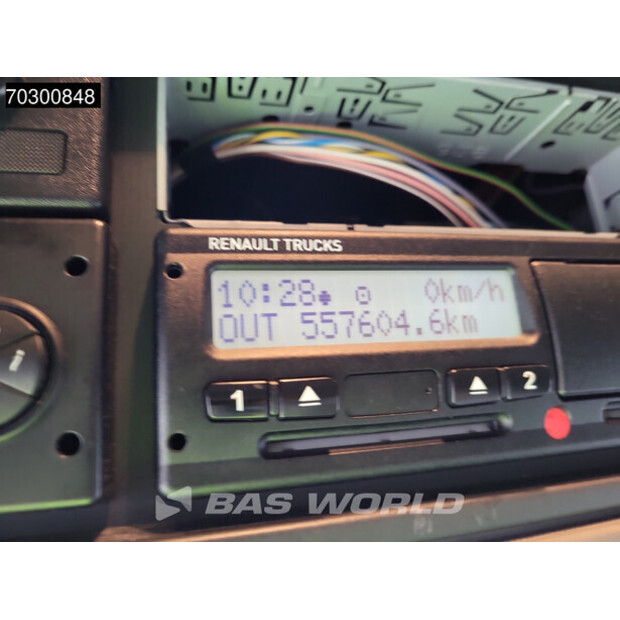 70300848
RENAULT TRUCKS
10:28 0km/h
OUT 557604.6km
1 2
i
BAS WORLD